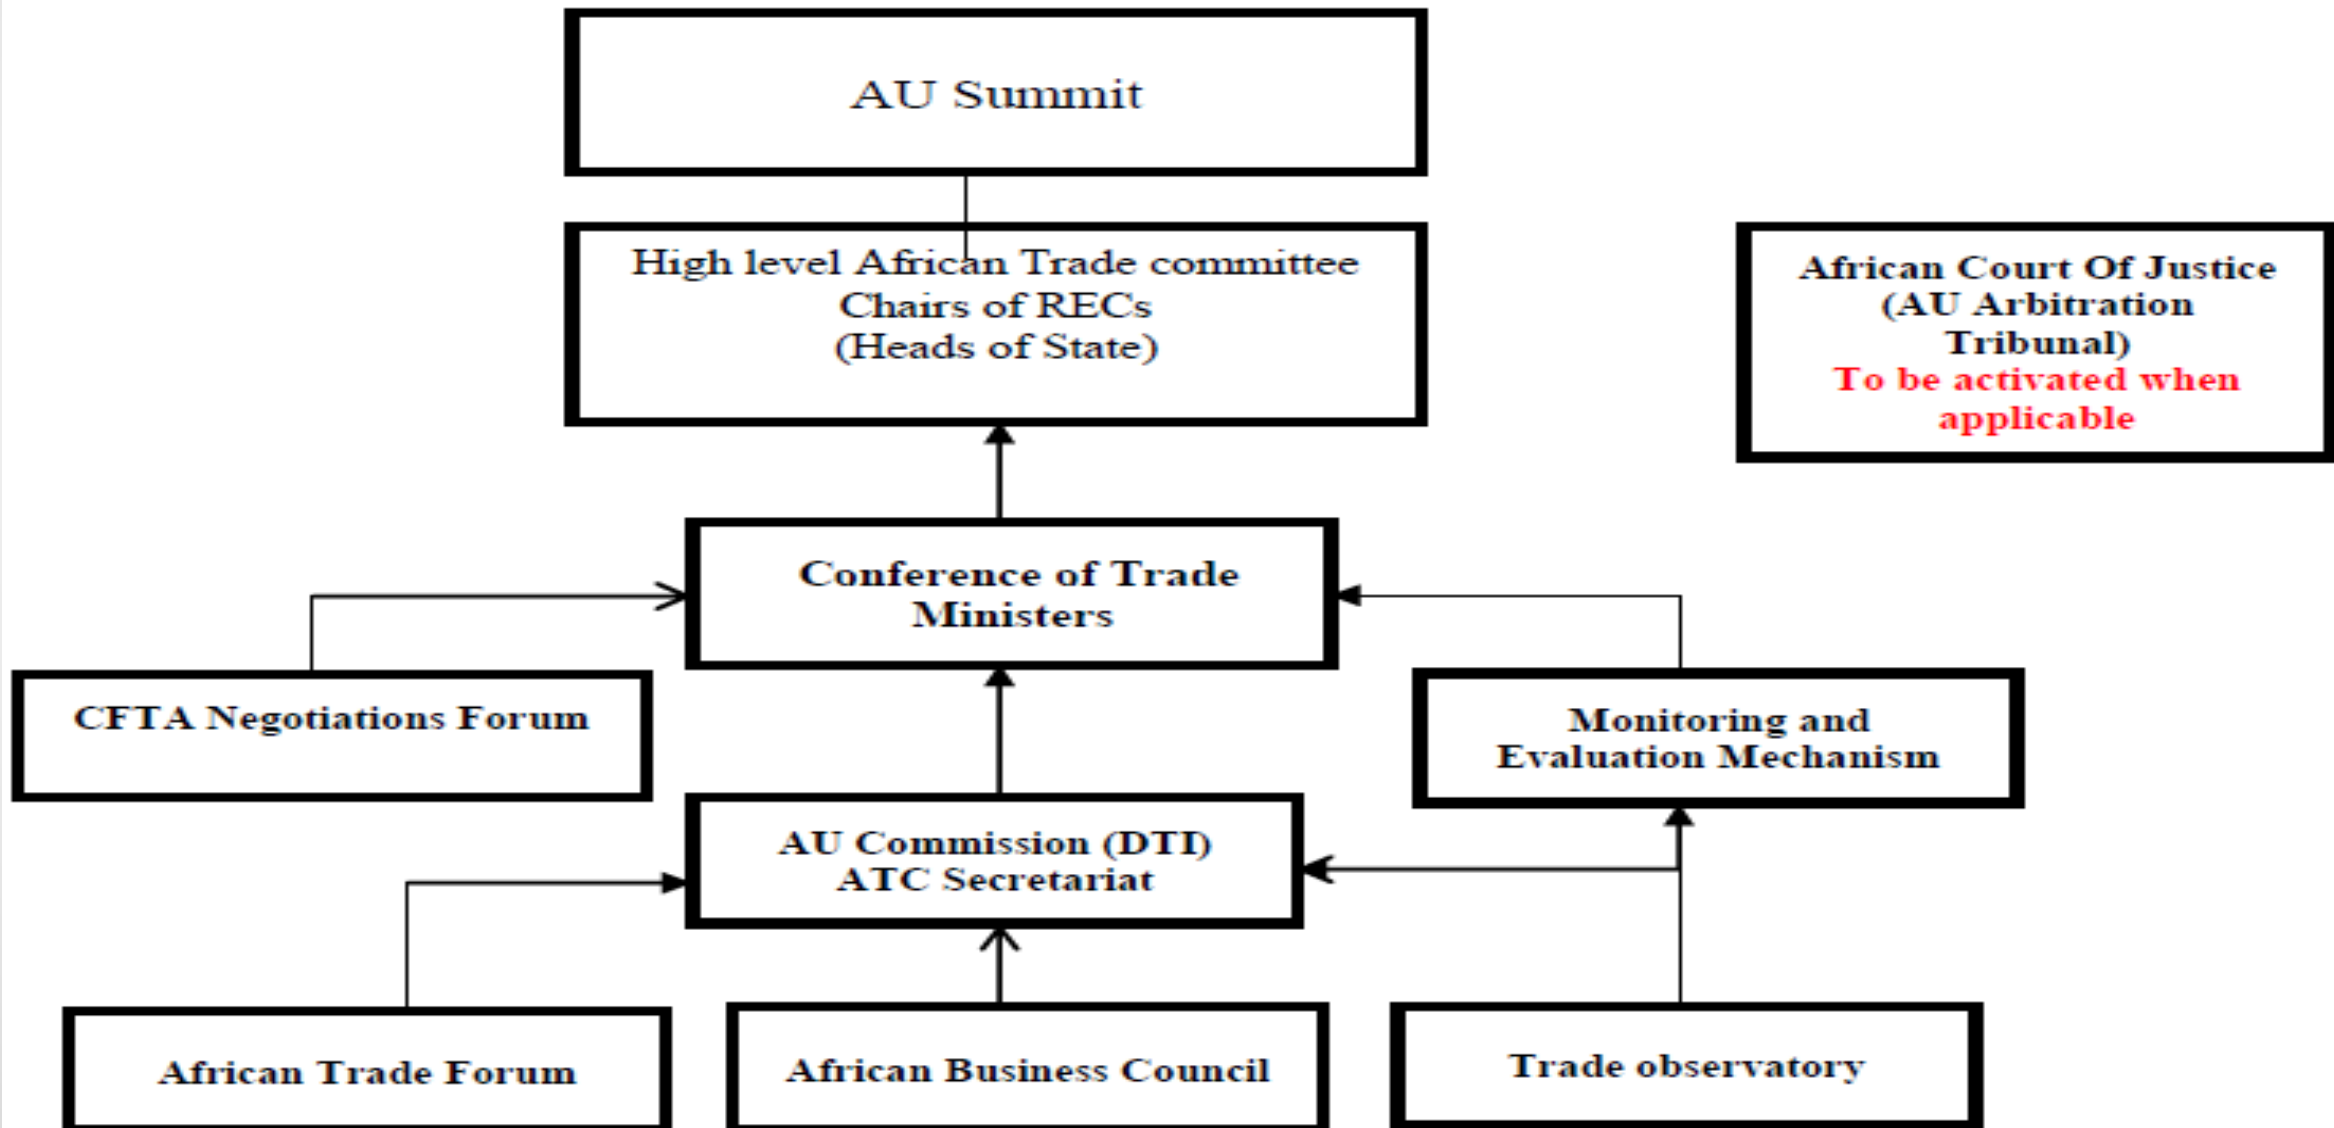 AU Summit
High level African Trade committee
Chairs of RECs
(Heads of State)
African Court Of Justice
(AU Arbitration
Tribunal)
To be activated when
applicable
Conference of Trade
Ministers
CFTA Negotiations Forum
Monitoring and
Evaluation Mechanism
AU Commission (DTI)
ATC Secretariat
African Trade Forum
African Business Council
Trade observatory